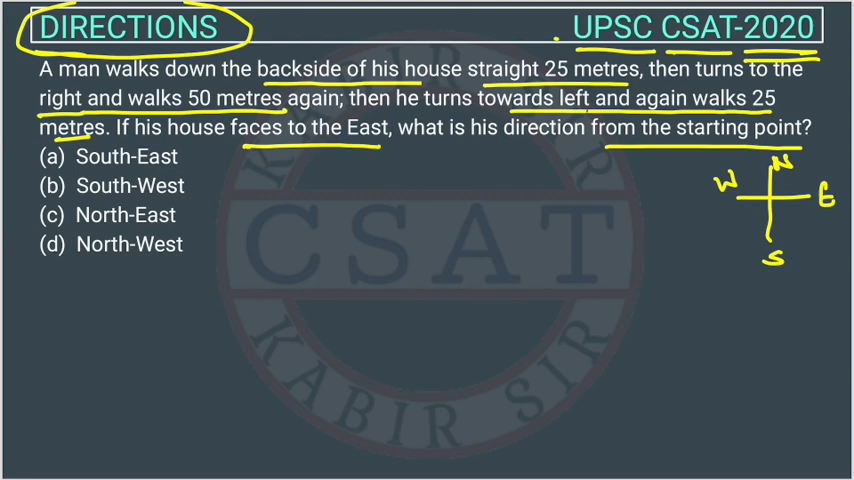 DIRECTIONS
UPSC CSAT-2020
A man walks down the backside of his house straight 25 metres, then turns to the
right and walks 50 metres again; then he turns towards left and again walks 25
metres. If his house faces to the East, what is his direction from the starting point?
(a) South-East
(b) South-West
(c) North-East
(d) North-West
N
W
E
S
KABIR SIR
CSAT
KABIR SIR